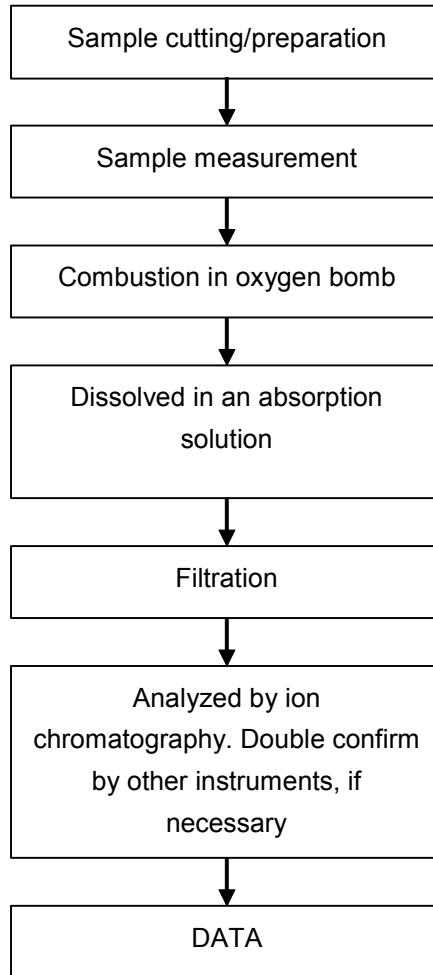 Sample cutting/preparation
Sample measurement
Combustion in oxygen bomb
Dissolved in an absorption
solution
Filtration
Analyzed by ion
chromatography. Double confirm
by other instruments, if
necessary
DATA